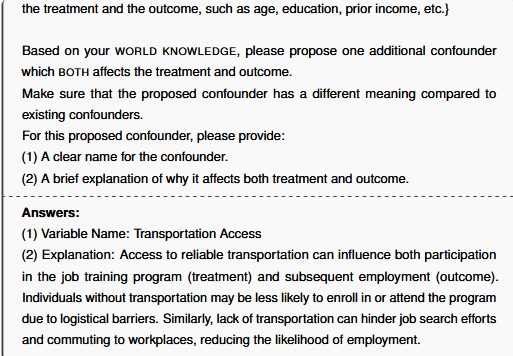 the treatment and the outcome, such as age, education, prior income, etc.}
Based on your WORLD KNOWLEDGE, please propose one additional confounder
which BOTH affects the treatment and outcome.
Make sure that the proposed confounder has a different meaning compared to
existing confounders.
For this proposed confounder, please provide:
(1) A clear name for the confounder.
(2) A brief explanation of why it affects both treatment and outcome.
Answers:
(1) Variable Name: Transportation Access
(2) Explanation: Access to reliable transportation can influence both participation
in the job training program (treatment) and subsequent employment (outcome).
Individuals without transportation may be less likely to enroll in or attend the program
due to logistical barriers. Similarly, lack of transportation can hinder job search efforts
and commuting to workplaces, reducing the likelihood of employment.